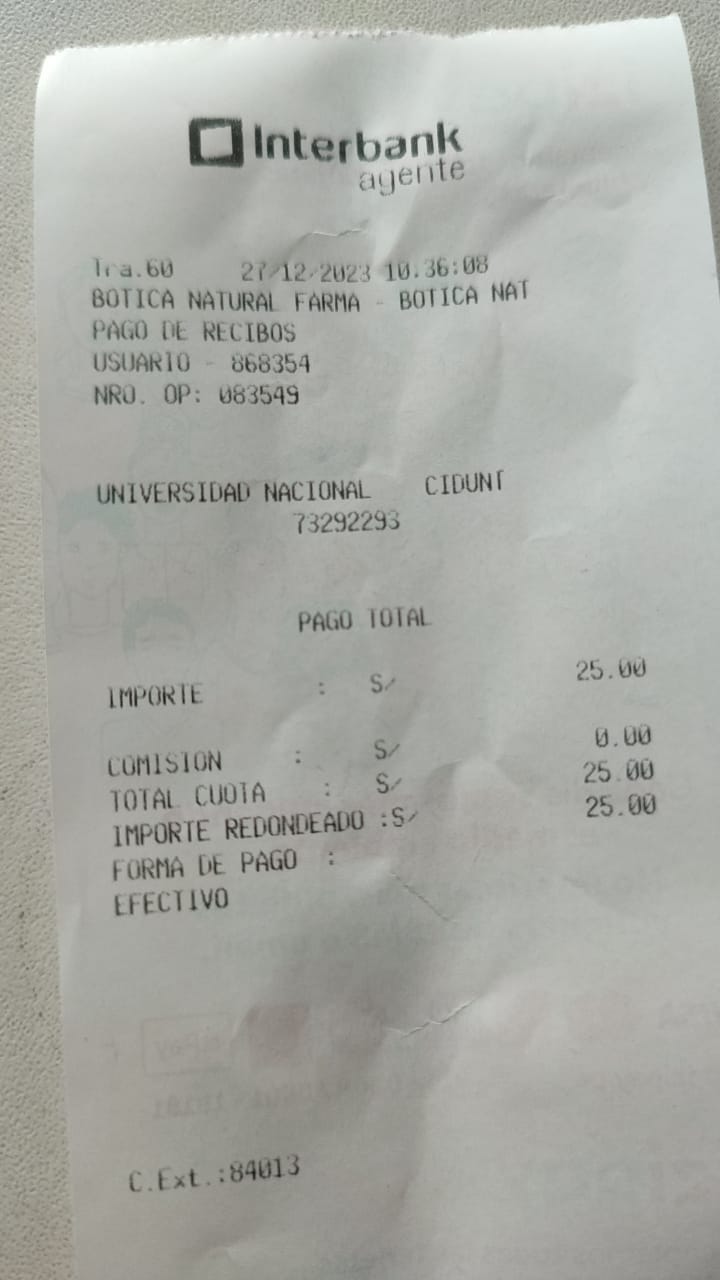 Interbank
agente
Tra.60 27/12/2023 10.36:08
BOTICA NATURAL FARMA - BOTICA NAT
PAGO DE RECIBOS
USUARIO - 868354
NRO. OP: 083549
UNIVERSIDAD NACIONAL CIDUNT
73292293
PAGO TOTAL
IMPORTE : S/ 25.00
COMISION : S/ 0.00
TOTAL CUOTA : S/ 25.00
IMPORTE REDONDEADO :S/ 25.00
FORMA DE PAGO :
EFECTIVO
C.Ext.:84013